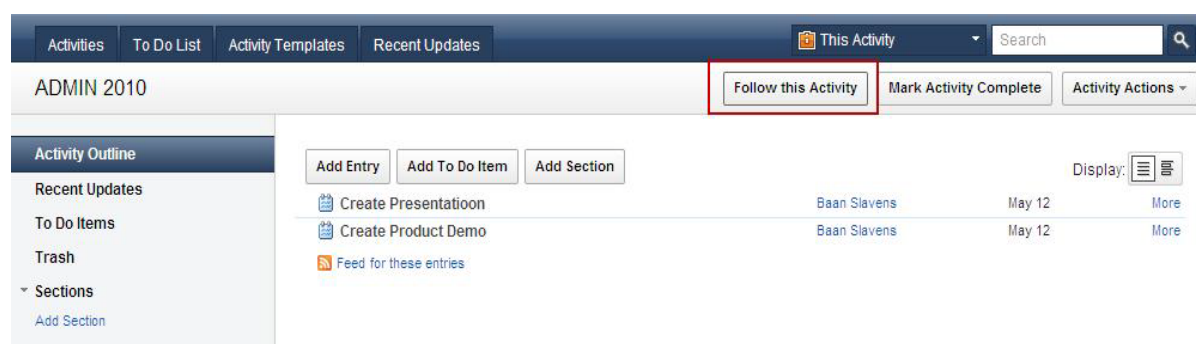 Activities To Do List Activity Templates Recent Updates This Activity Search
ADMIN 2010 Follow this Activity Mark Activity Complete Activity Actions
Activity Outline
Add Entry Add To Do Item Add Section Display:
Recent Updates
Create Presentatioon Baan Slavens May 12 More
To Do Items
Create Product Demo Baan Slavens May 12 More
Trash
Feed for these entries
Sections
Add Section